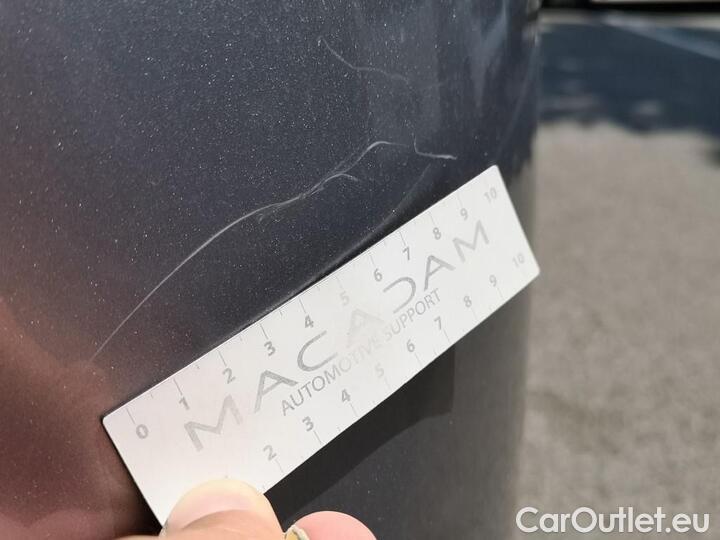 0 1 2 3 4 5 6 7 8 9 10
MACADAM
AUTOMOTIVE SUPPORT
2 3 4 5 6 7 8 9 10
CarOutlet.eu